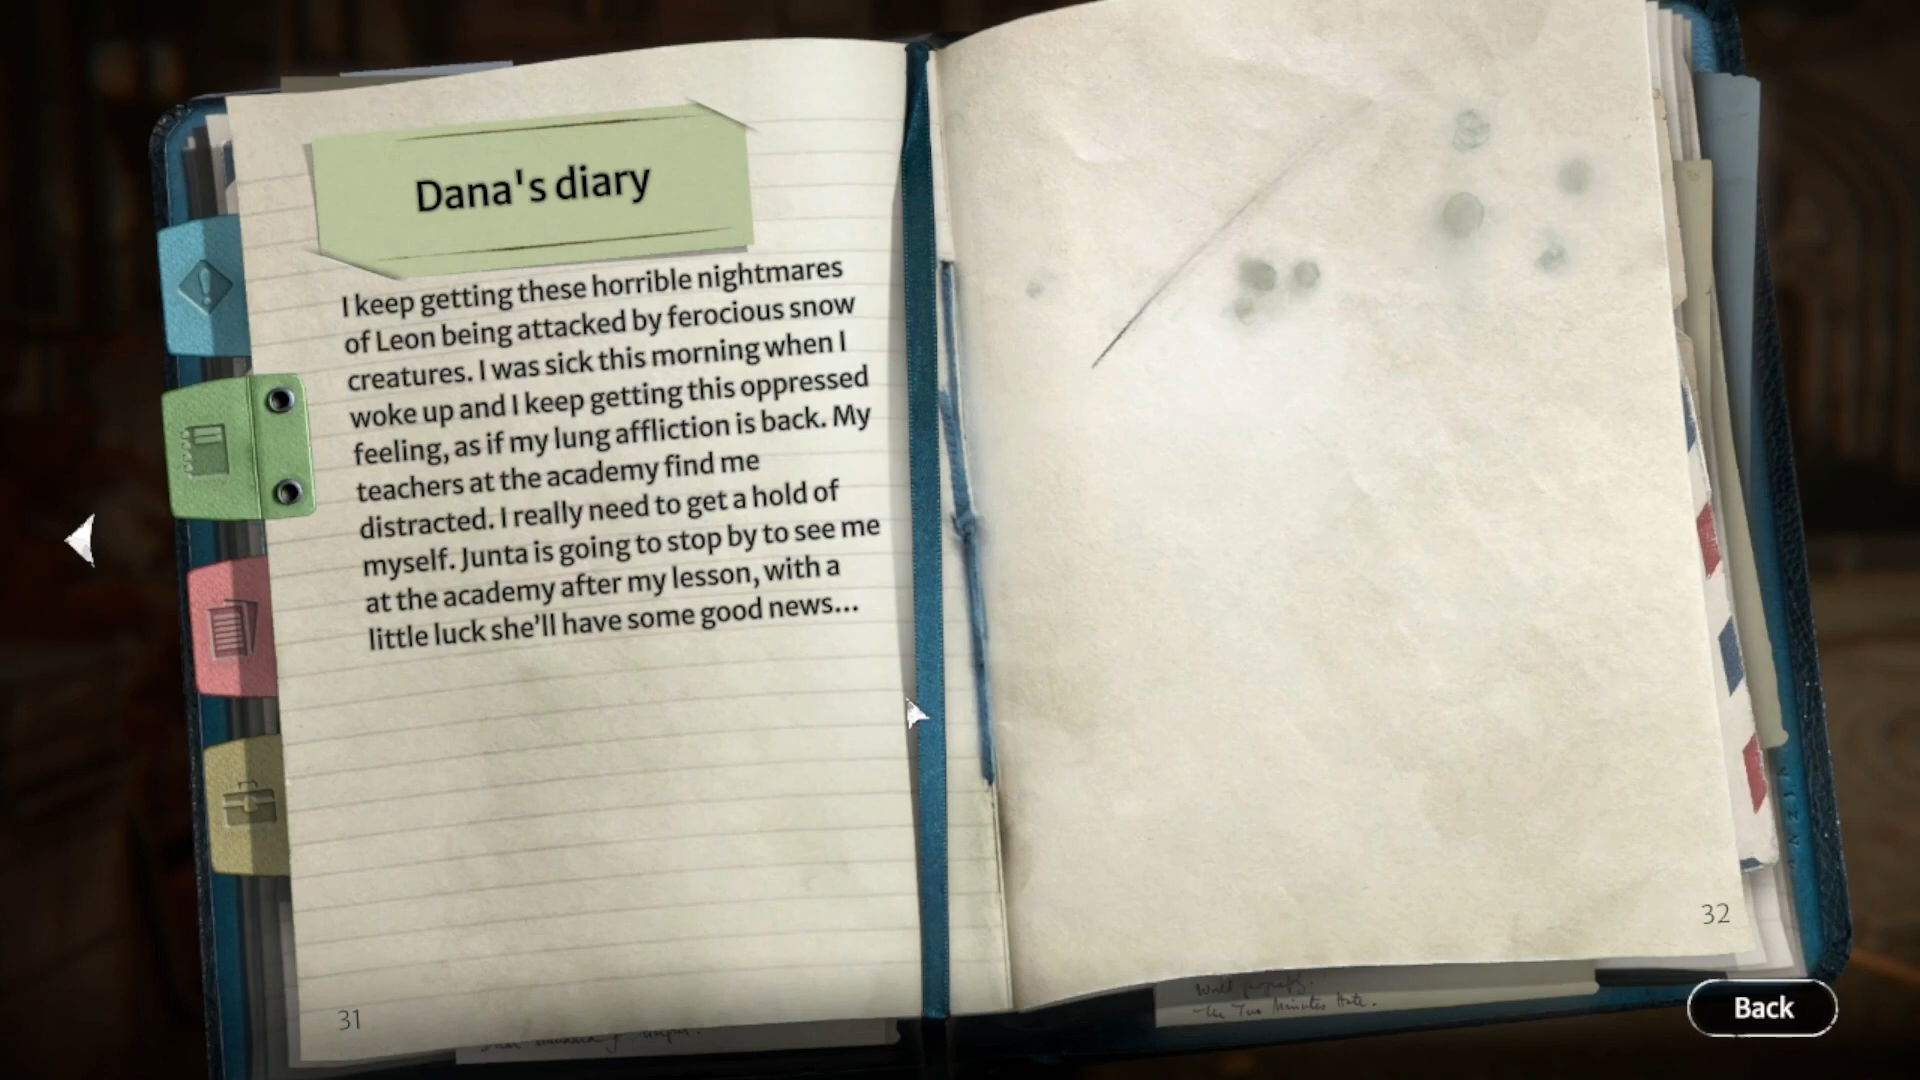 Dana's diary
I keep getting these horrible nightmares
of Leon being attacked by ferocious snow
creatures. I was sick this morning when I
woke up and I keep getting this oppressed
feeling, as if my lung affliction is back. My
teachers at the academy find me
distracted. I really need to get a hold of
myself. Junta is going to stop by to see me
at the academy after my lesson, with a
little luck she’ll have some good news...
31
32
The Two Minutes Hate.
Back